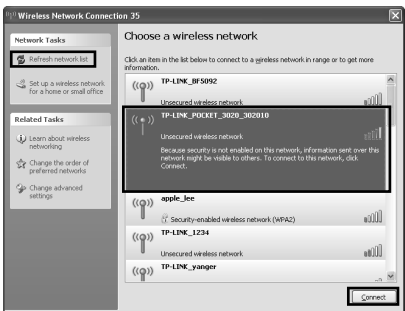 Wireless Network Connection 35
Network Tasks
Refresh network list
Set up a wireless network
for a home or small office
Related Tasks
Learn about wireless
networking
Change the order of
preferred networks
Change advanced
settings
Choose a wireless network
Click an item in the list below to connect to a wireless network in range or to get more
information.
TP-LINK_BF5092
Unsecured wireless network
TP-LINK_POCKET_3020_302010
Unsecured wireless network
Because security is not enabled on this network, information sent over this
network might be visible to others. To connect to this network, click
Connect.
apple_lee
Security-enabled wireless network (WPA2)
TP-LINK_1234
Unsecured wireless network
TP-LINK_yanger
Connect